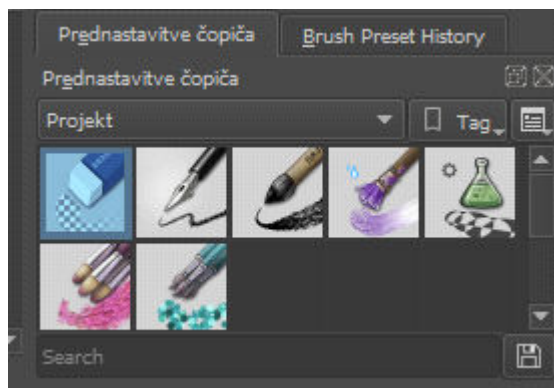 Prednastavitve čopiča Brush Preset History
Prednastavitve čopiča
Projekt Tag
Search